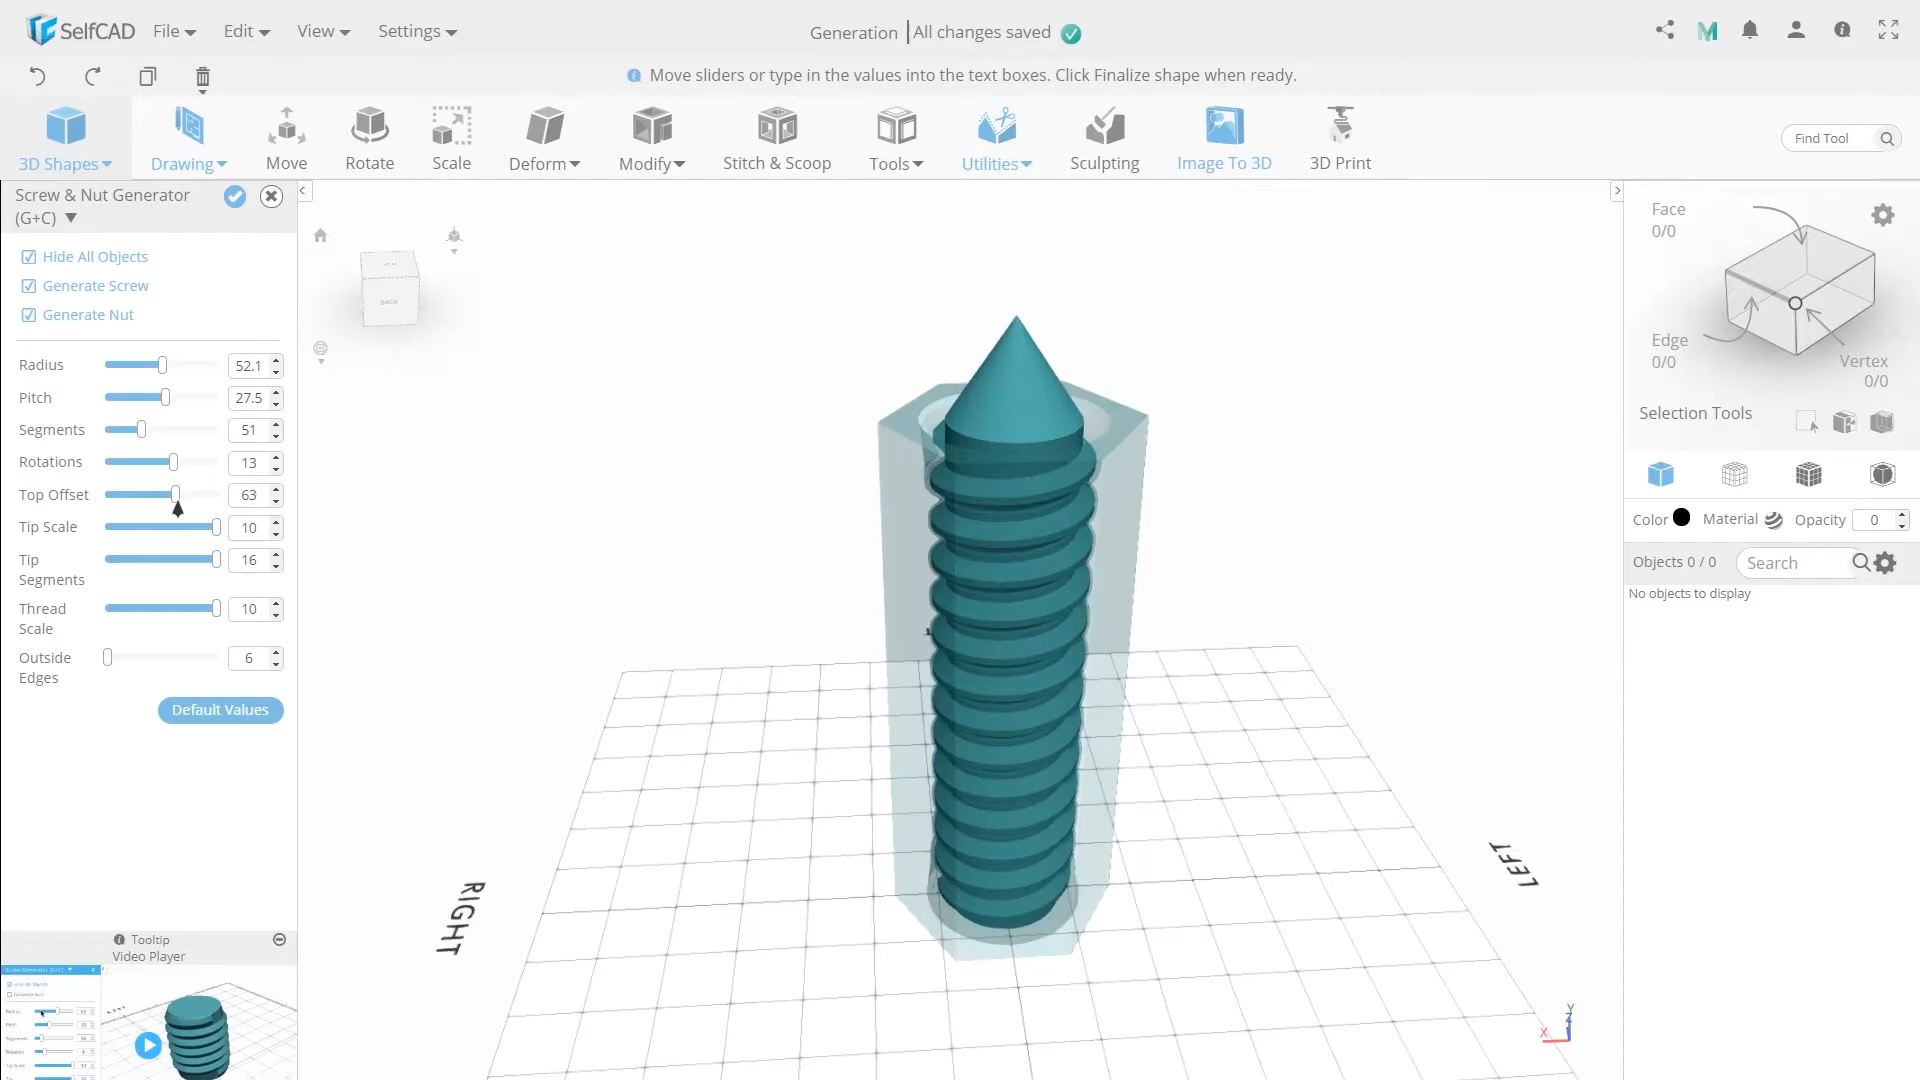 SelfCAD File Edit View Settings
Generation All changes saved
Move sliders or type in the values into the text boxes. Click Finalize shape when ready.
3D Shapes Drawing Move Rotate Scale Deform Modify Stitch & Scoop Tools Utilities Sculpting Image To 3D 3D Print
Find Tool
Screw & Nut Generator
(G+C)
Hide All Objects
Generate Screw
Generate Nut
Radius 52.1
Pitch 27.5
Segments 51
Rotations 13
Top Offset 63
Tip Scale 10
Tip
Segments
16
Thread
Scale
10
Outside
Edges
6
Default Values
Tooltip
Video Player
BACK
RIGHT
LEFT
X
Y
Z
Face
0/0
Edge
0/0
Vertex
0/0
Selection Tools
Color Material Opacity 0
Objects 0 / 0 Search
No objects to display